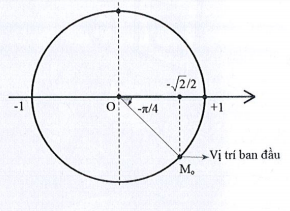 -√2/2
-π/4
-1
O
+1
Vị trí ban đầu
M₀